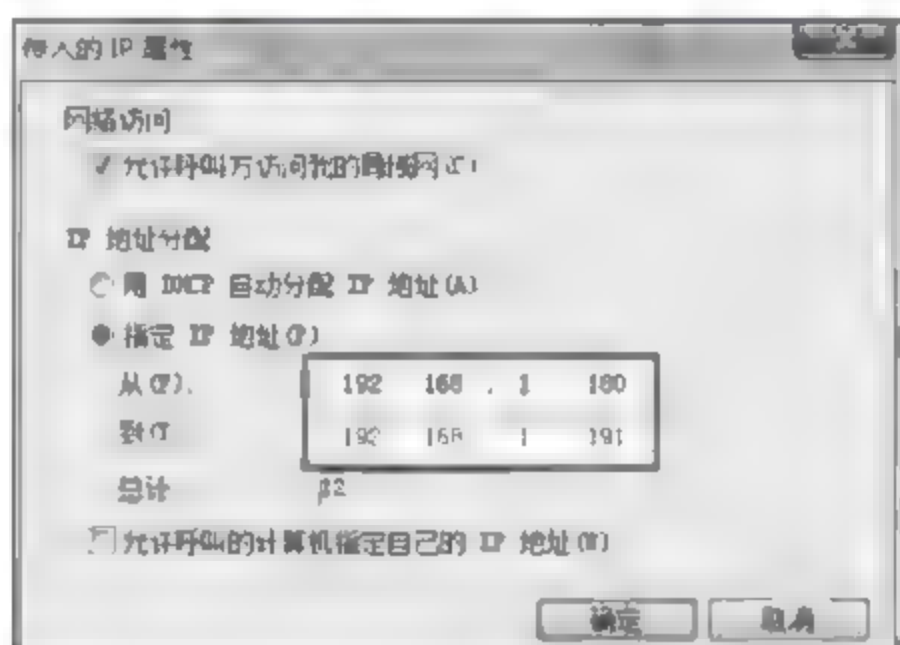 传入的 IP 属性
网络访问
允许呼叫方访问我的局域网(C)
IP 地址分配
用 DHCP 自动分配 IP 地址(A)
指定 IP 地址(P)
从(F): 192 168 . 1 180
到(T 192 168 1 191
总计 12
允许呼叫的计算机指定自己的 IP 地址(W)
确定 取消